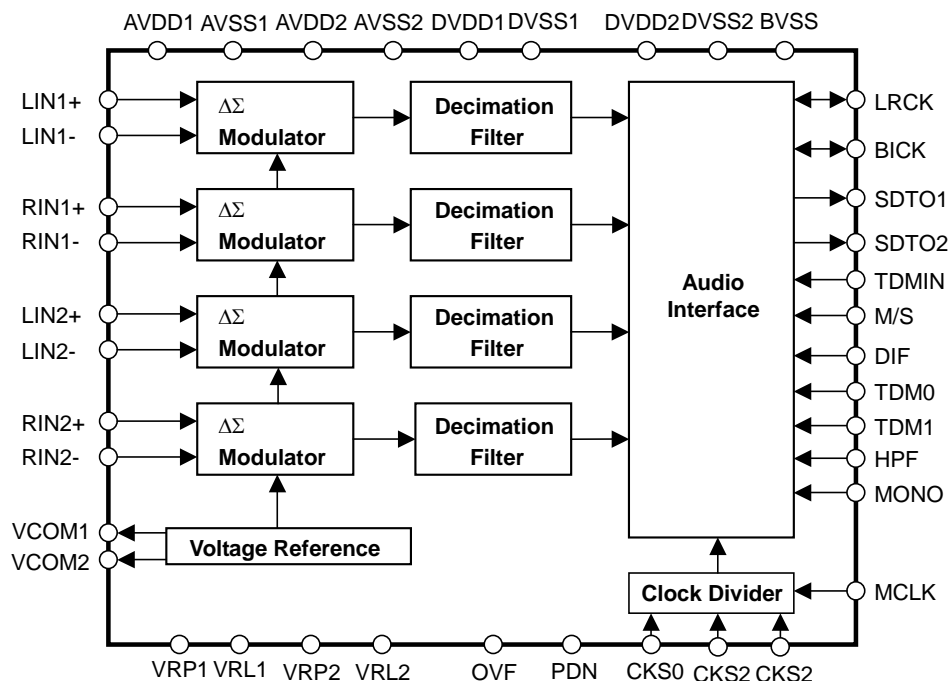 AVDD1 AVSS1 AVDD2 AVSS2 DVDD1 DVSS1 DVDD2 DVSS2 BVSS
LIN1+
LIN1-
ΔΣ
Modulator
Decimation
Filter
RIN1+
RIN1-
ΔΣ
Modulator
Decimation
Filter
LIN2+
LIN2-
ΔΣ
Modulator
Decimation
Filter
RIN2+
RIN2-
ΔΣ
Modulator
Decimation
Filter
VCOM1
VCOM2
Voltage Reference
Audio
Interface
LRCK
BICK
SDTO1
SDTO2
TDMIN
M/S
DIF
TDM0
TDM1
HPF
MONO
Clock Divider
MCLK
VRP1 VRL1 VRP2 VRL2 OVF PDN CKS0 CKS2 CKS2